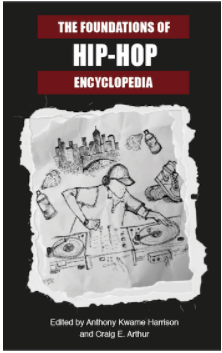 THE FOUNDATIONS OF
HIP-HOP
ENCYCLOPEDIA
Edited by Anthony Kwame Harrison
and Craig E. Arthur